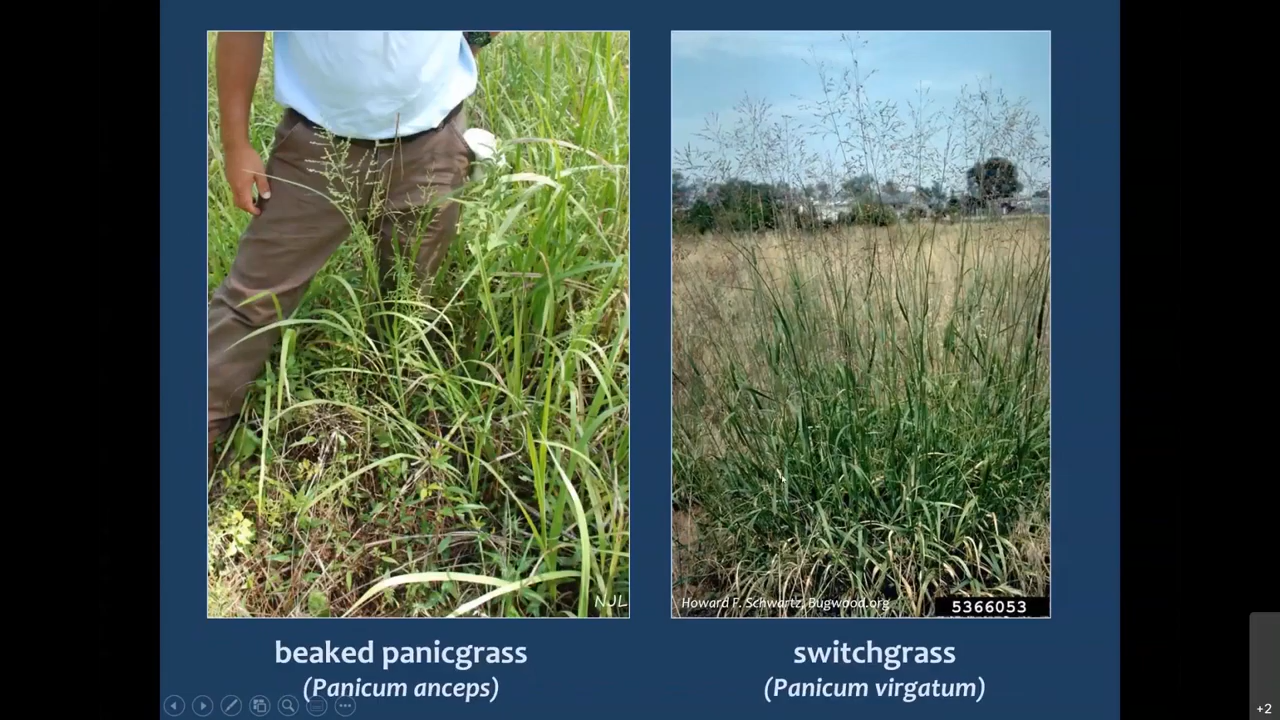 NJL
Howard F. Schwartz, Bugwood.org
5366053
beaked panicgrass
(Panicum anceps)
switchgrass
(Panicum virgatum)
+2